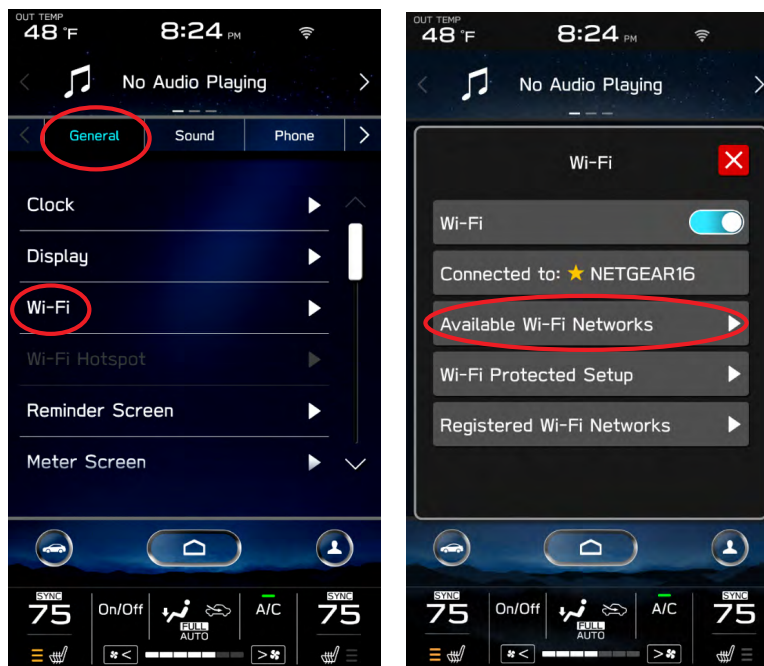 OUT TEMP
48 °F 8:24 PM
No Audio Playing
General Sound Phone
Clock
Display
Wi-Fi
Wi-Fi Hotspot
Reminder Screen
Meter Screen
SYNC SYNC
75 On/Off A/C 75
FULL
AUTO
OUT TEMP
48 °F 8:24 PM
No Audio Playing
Wi-Fi
Wi-Fi
Connected to: ★ NETGEAR16
Available Wi-Fi Networks
Wi-Fi Protected Setup
Registered Wi-Fi Networks
SYNC SYNC
75 On/Off A/C 75
FULL
AUTO